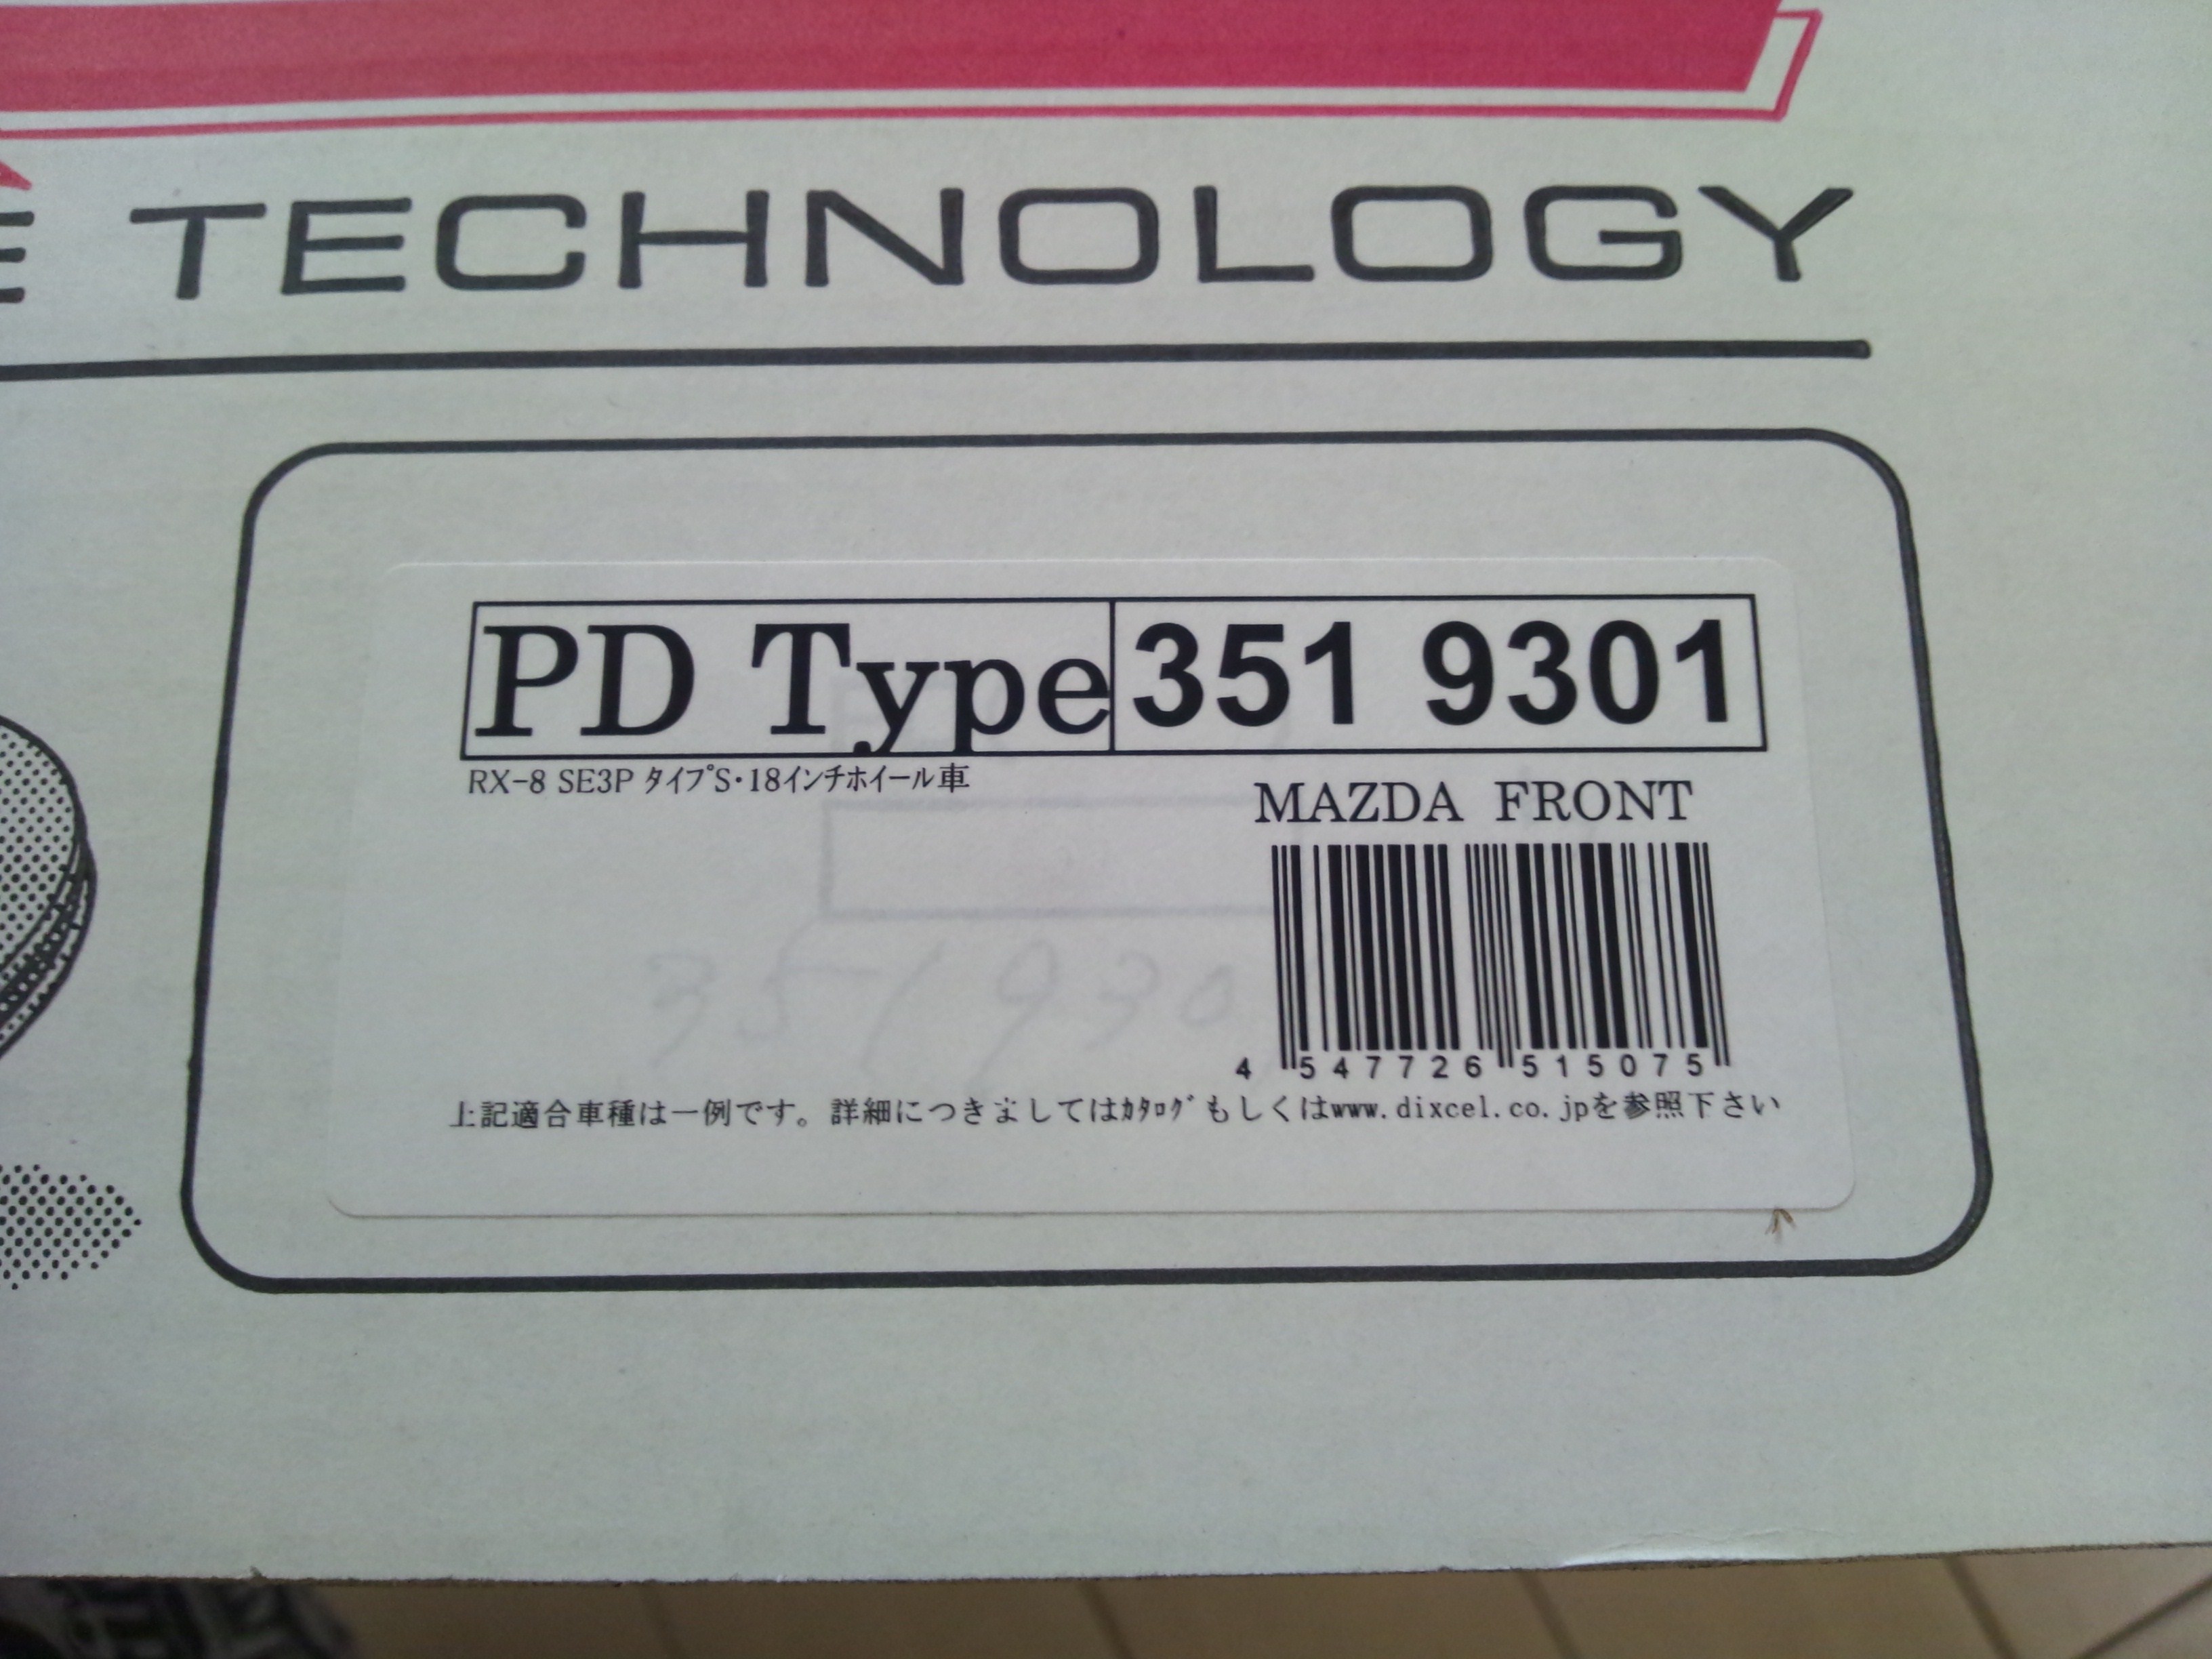 E TECHNOLOGY
PD Type 351 9301
RX-8 SE3P ﾀｲﾌﾟS･18ｲﾝﾁﾎｲｰﾙ車
MAZDA FRONT
4 547726 515075
上記適合車種は一例です。詳細につきましてはｶﾀﾛｸﾞもしくはwww.dixcel.co.jpを参照下さい
351930